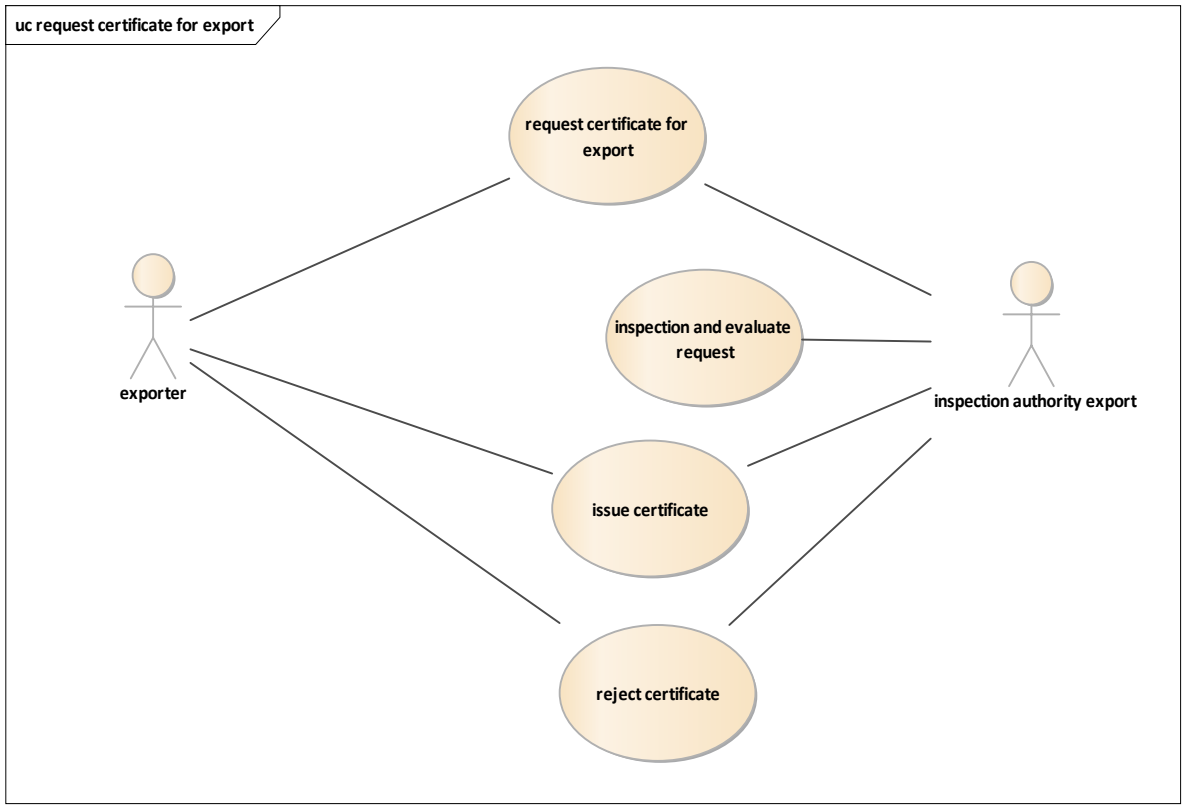 uc request certificate for export
request certificate for
export
inspection and evaluate
request
exporter
inspection authority export
issue certificate
reject certificate